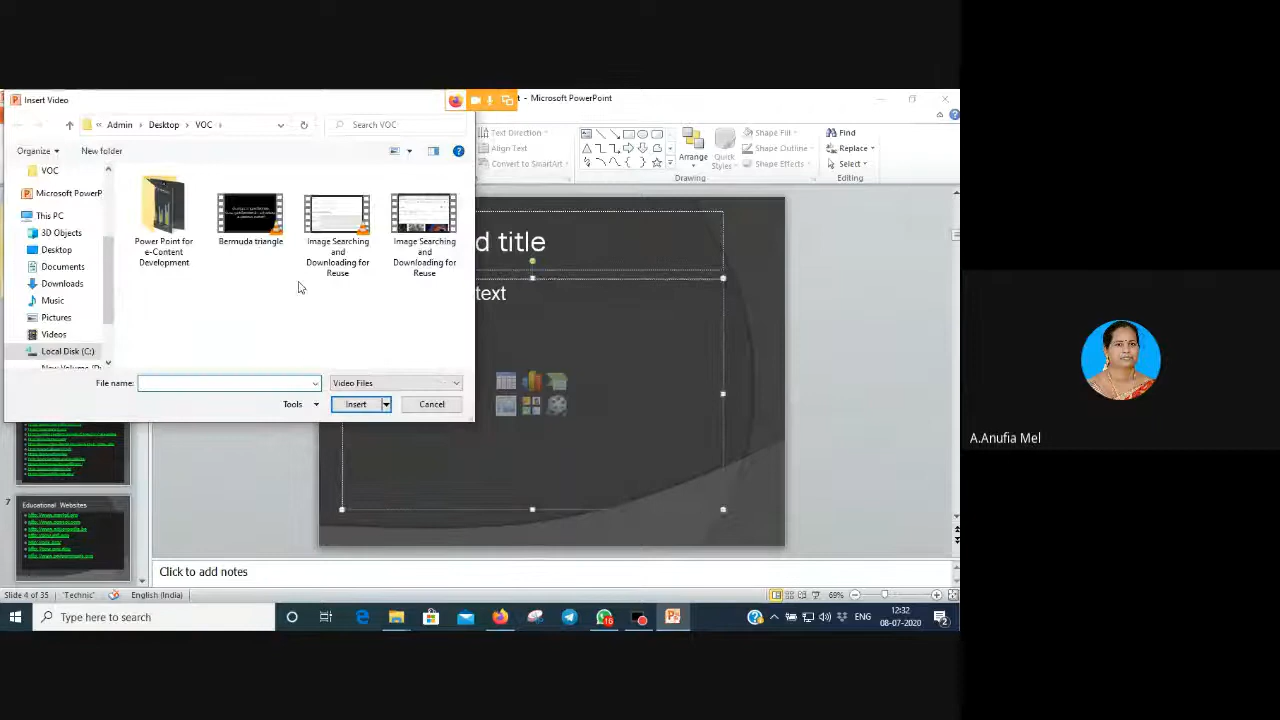 Insert Video
t - Microsoft PowerPoint
« Admin › Desktop › VOC ›
Search VOC
Organize
New folder
VOC
Microsoft PowerP
This PC
3D Objects
Desktop
Documents
Downloads
Music
Pictures
Videos
Local Disk (C:)
Power Point for
e-Content
Development
Bermuda triangle
Image Searching
and
Downloading for
Reuse
Image Searching
and
Downloading for
Reuse
File name:
Video Files
Tools
Insert
Cancel
Text Direction
Align Text
Convert to SmartArt
Arrange
Quick
Styles
Shape Fill
Shape Outline
Shape Effects
Drawing
Find
Replace
Select
Editing
d title
text
7
Educational Websites
Click to add notes
Slide 4 of 35
"Technic"
English (India)
69%
Type here to search
16
ENG
12:32
08-07-2020
2
A.Anufia Mel